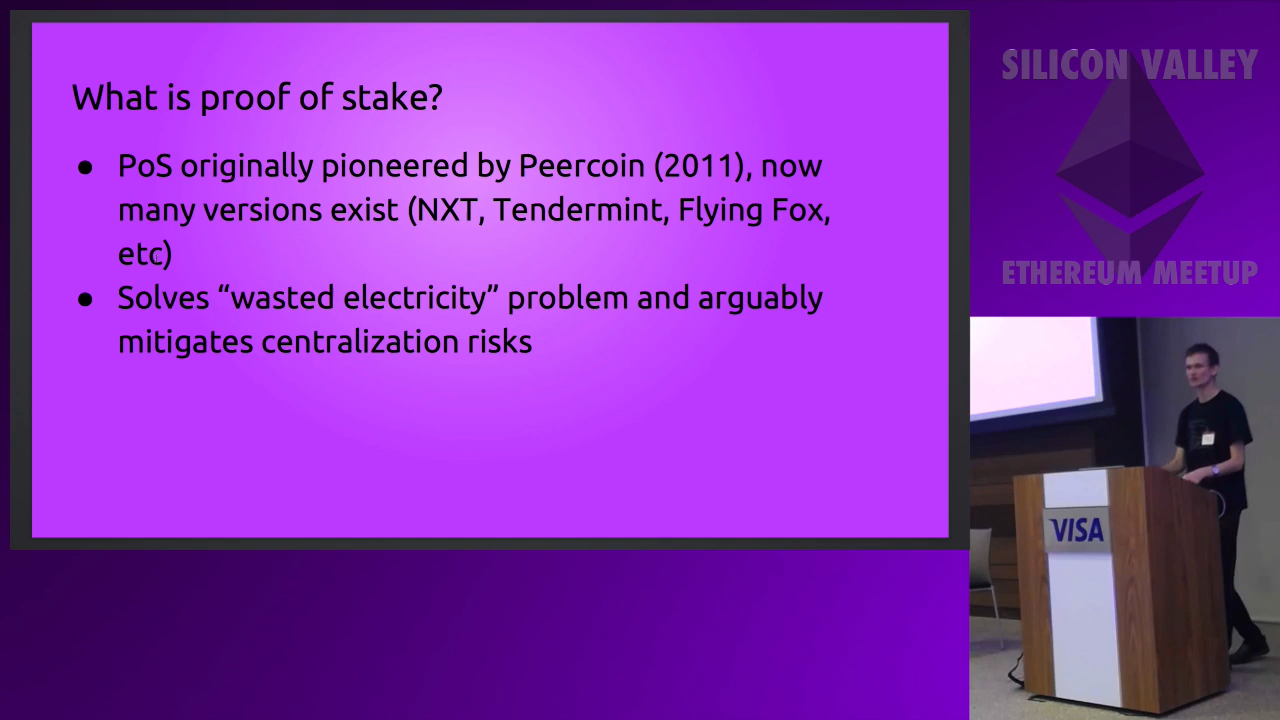 What is proof of stake?
● PoS originally pioneered by Peercoin (2011), now
many versions exist (NXT, Tendermint, Flying Fox,
etc)
● Solves “wasted electricity” problem and arguably
mitigates centralization risks
SILICON VALLEY
ETHEREUM MEETUP
VISA